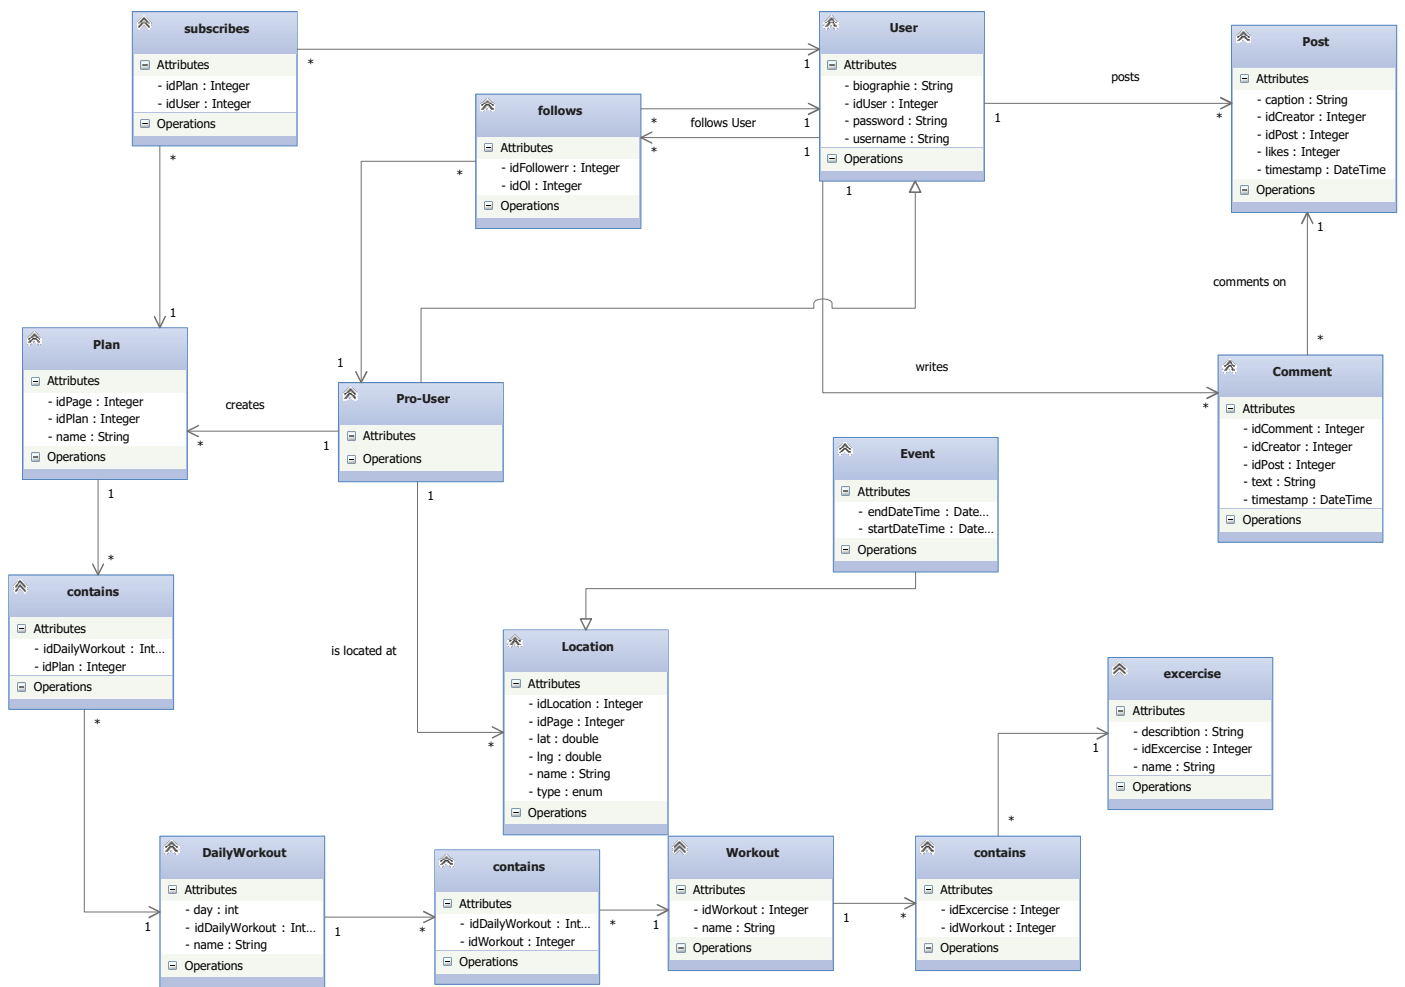 subscribes
Attributes
- idPlan : Integer
- idUser : Integer
Operations
*
1
User
Attributes
- biographie : String
- idUser : Integer
- password : String
- username : String
Operations
posts
1
*
Post
Attributes
- caption : String
- idCreator : Integer
- idPost : Integer
- likes : Integer
- timestamp : DateTime
Operations
follows
Attributes
- idFollowerr : Integer
- idOl : Integer
Operations
*
1
follows User
*
1
*
1
*
1
1
comments on
*
1
Plan
Attributes
- idPage : Integer
- idPlan : Integer
- name : String
Operations
creates
*
1
1
Pro-User
Attributes
Operations
1
writes
*
Comment
Attributes
- idComment : Integer
- idCreator : Integer
- idPost : Integer
- text : String
- timestamp : DateTime
Operations
Event
Attributes
- endDateTime : Date...
- startDateTime : Date...
Operations
1
*
contains
Attributes
- idDailyWorkout : Int...
- idPlan : Integer
Operations
*
is located at
*
Location
Attributes
- idLocation : Integer
- idPage : Integer
- lat : double
- lng : double
- name : String
- type : enum
Operations
excercise
Attributes
- describtion : String
- idExcercise : Integer
- name : String
Operations
1
*
1
DailyWorkout
Attributes
- day : int
- idDailyWorkout : Int...
- name : String
Operations
1
*
contains
Attributes
- idDailyWorkout : Int...
- idWorkout : Integer
Operations
*
1
Workout
Attributes
- idWorkout : Integer
- name : String
Operations
1
*
contains
Attributes
- idExcercise : Integer
- idWorkout : Integer
Operations